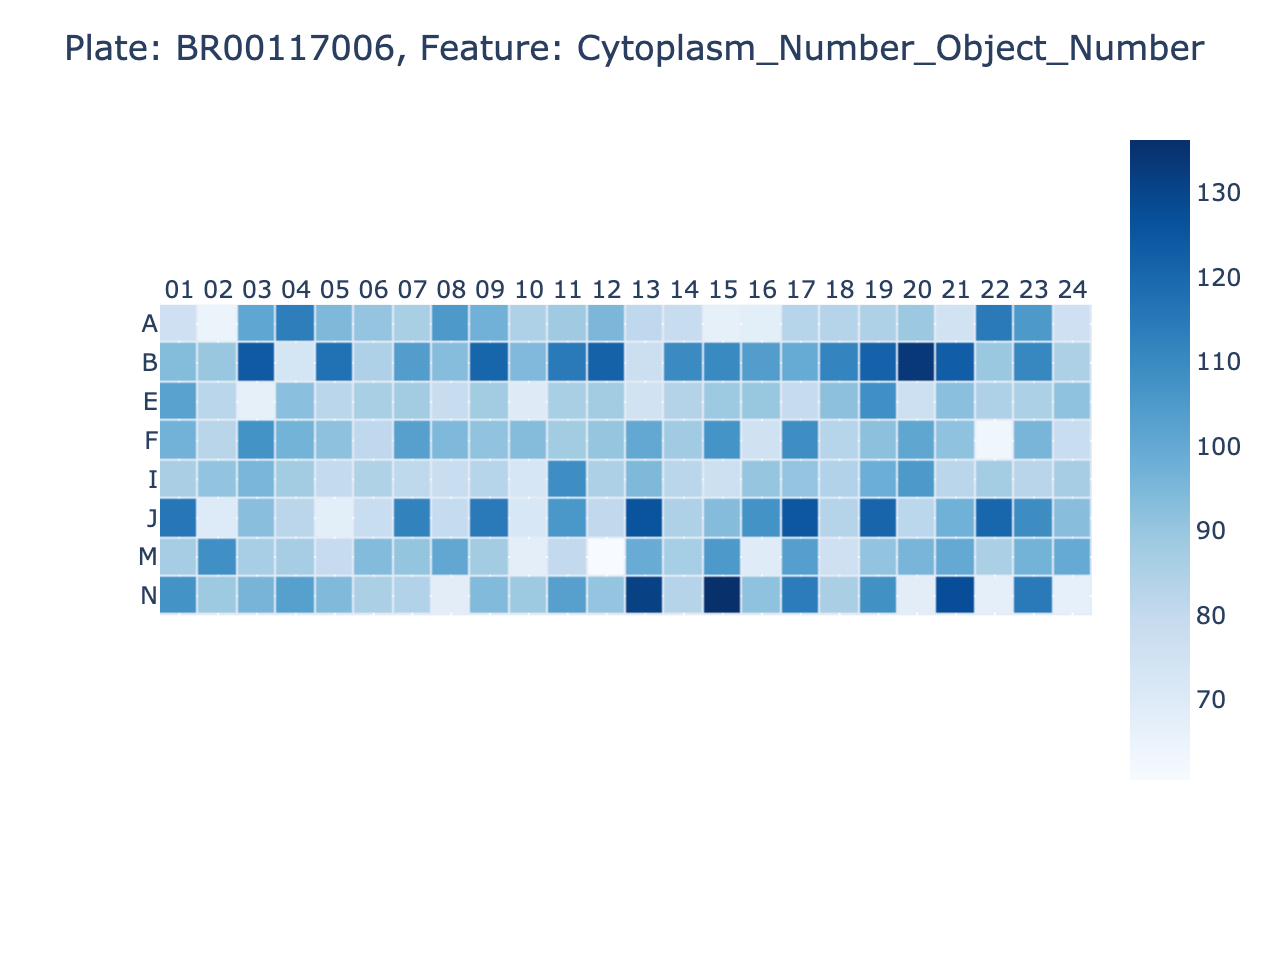 Plate: BR00117006, Feature: Cytoplasm_Number_Object_Number
01 02 03 04 05 06 07 08 09 10 11 12 13 14 15 16 17 18 19 20 21 22 23 24
A
B
E
F
I
J
M
N
130
120
110
100
90
80
70